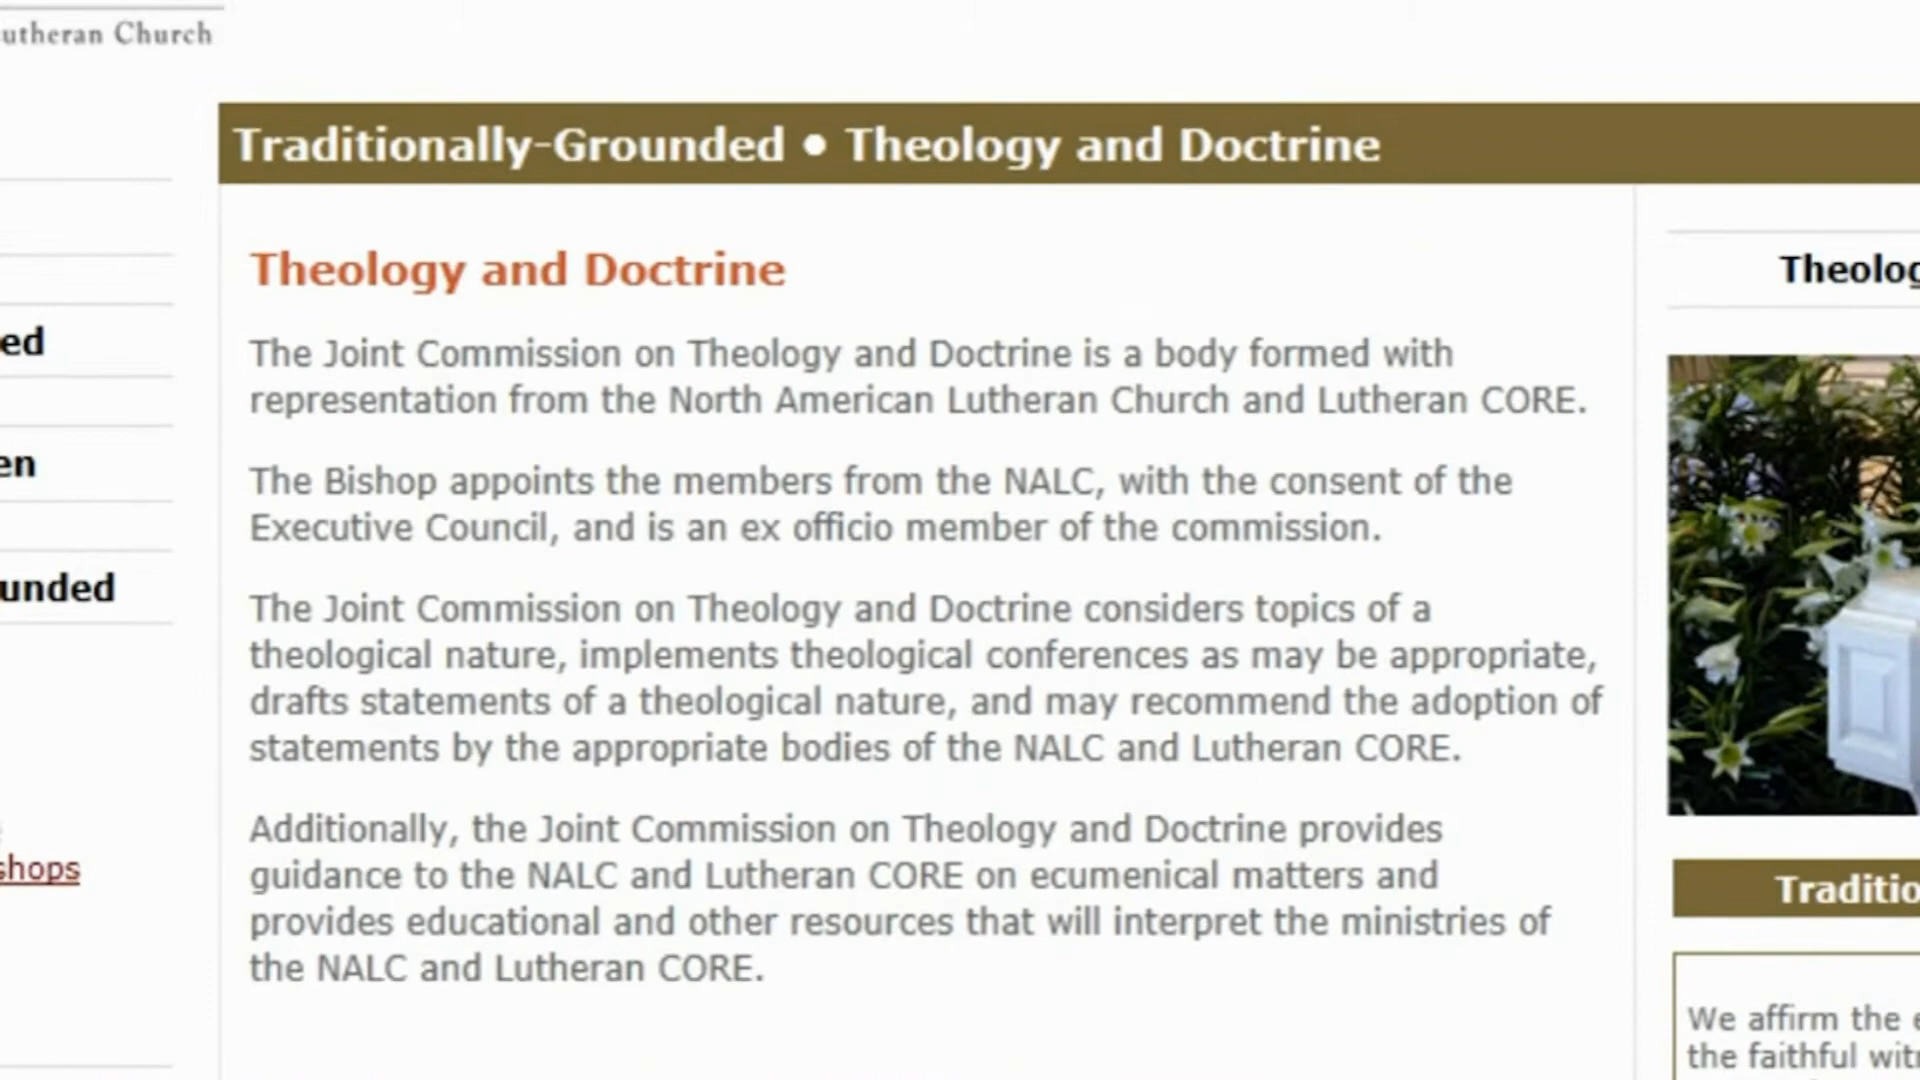 utheran Church
Traditionally-Grounded • Theology and Doctrine
Theology and Doctrine
The Joint Commission on Theology and Doctrine is a body formed with
representation from the North American Lutheran Church and Lutheran CORE.
The Bishop appoints the members from the NALC, with the consent of the
Executive Council, and is an ex officio member of the commission.
The Joint Commission on Theology and Doctrine considers topics of a
theological nature, implements theological conferences as may be appropriate,
drafts statements of a theological nature, and may recommend the adoption of
statements by the appropriate bodies of the NALC and Lutheran CORE.
Additionally, the Joint Commission on Theology and Doctrine provides
guidance to the NALC and Lutheran CORE on ecumenical matters and
provides educational and other resources that will interpret the ministries of
the NALC and Lutheran CORE.
ed
en
unded
shops
Theolog
Traditio
We affirm the e
the faithful wit